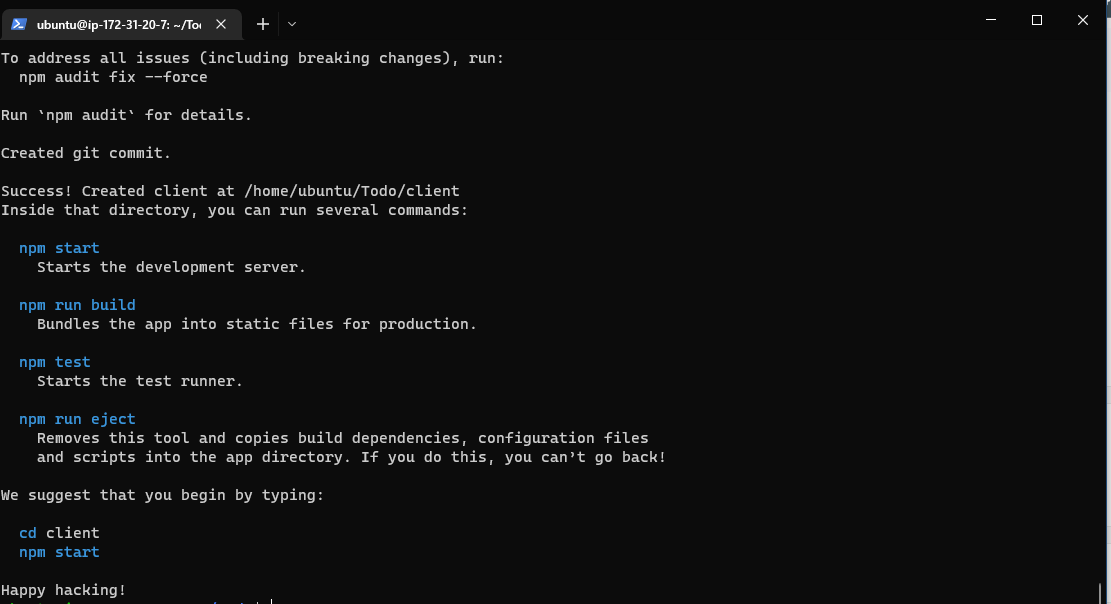 ubuntu@ip-172-31-20-7: ~/To
To address all issues (including breaking changes), run:
  npm audit fix --force
Run `npm audit` for details.
Created git commit.
Success! Created client at /home/ubuntu/Todo/client
Inside that directory, you can run several commands:
  npm start
    Starts the development server.
  npm run build
    Bundles the app into static files for production.
  npm test
    Starts the test runner.
  npm run eject
    Removes this tool and copies build dependencies, configuration files
    and scripts into the app directory. If you do this, you can’t go back!
We suggest that you begin by typing:
  cd client
  npm start
Happy hacking!